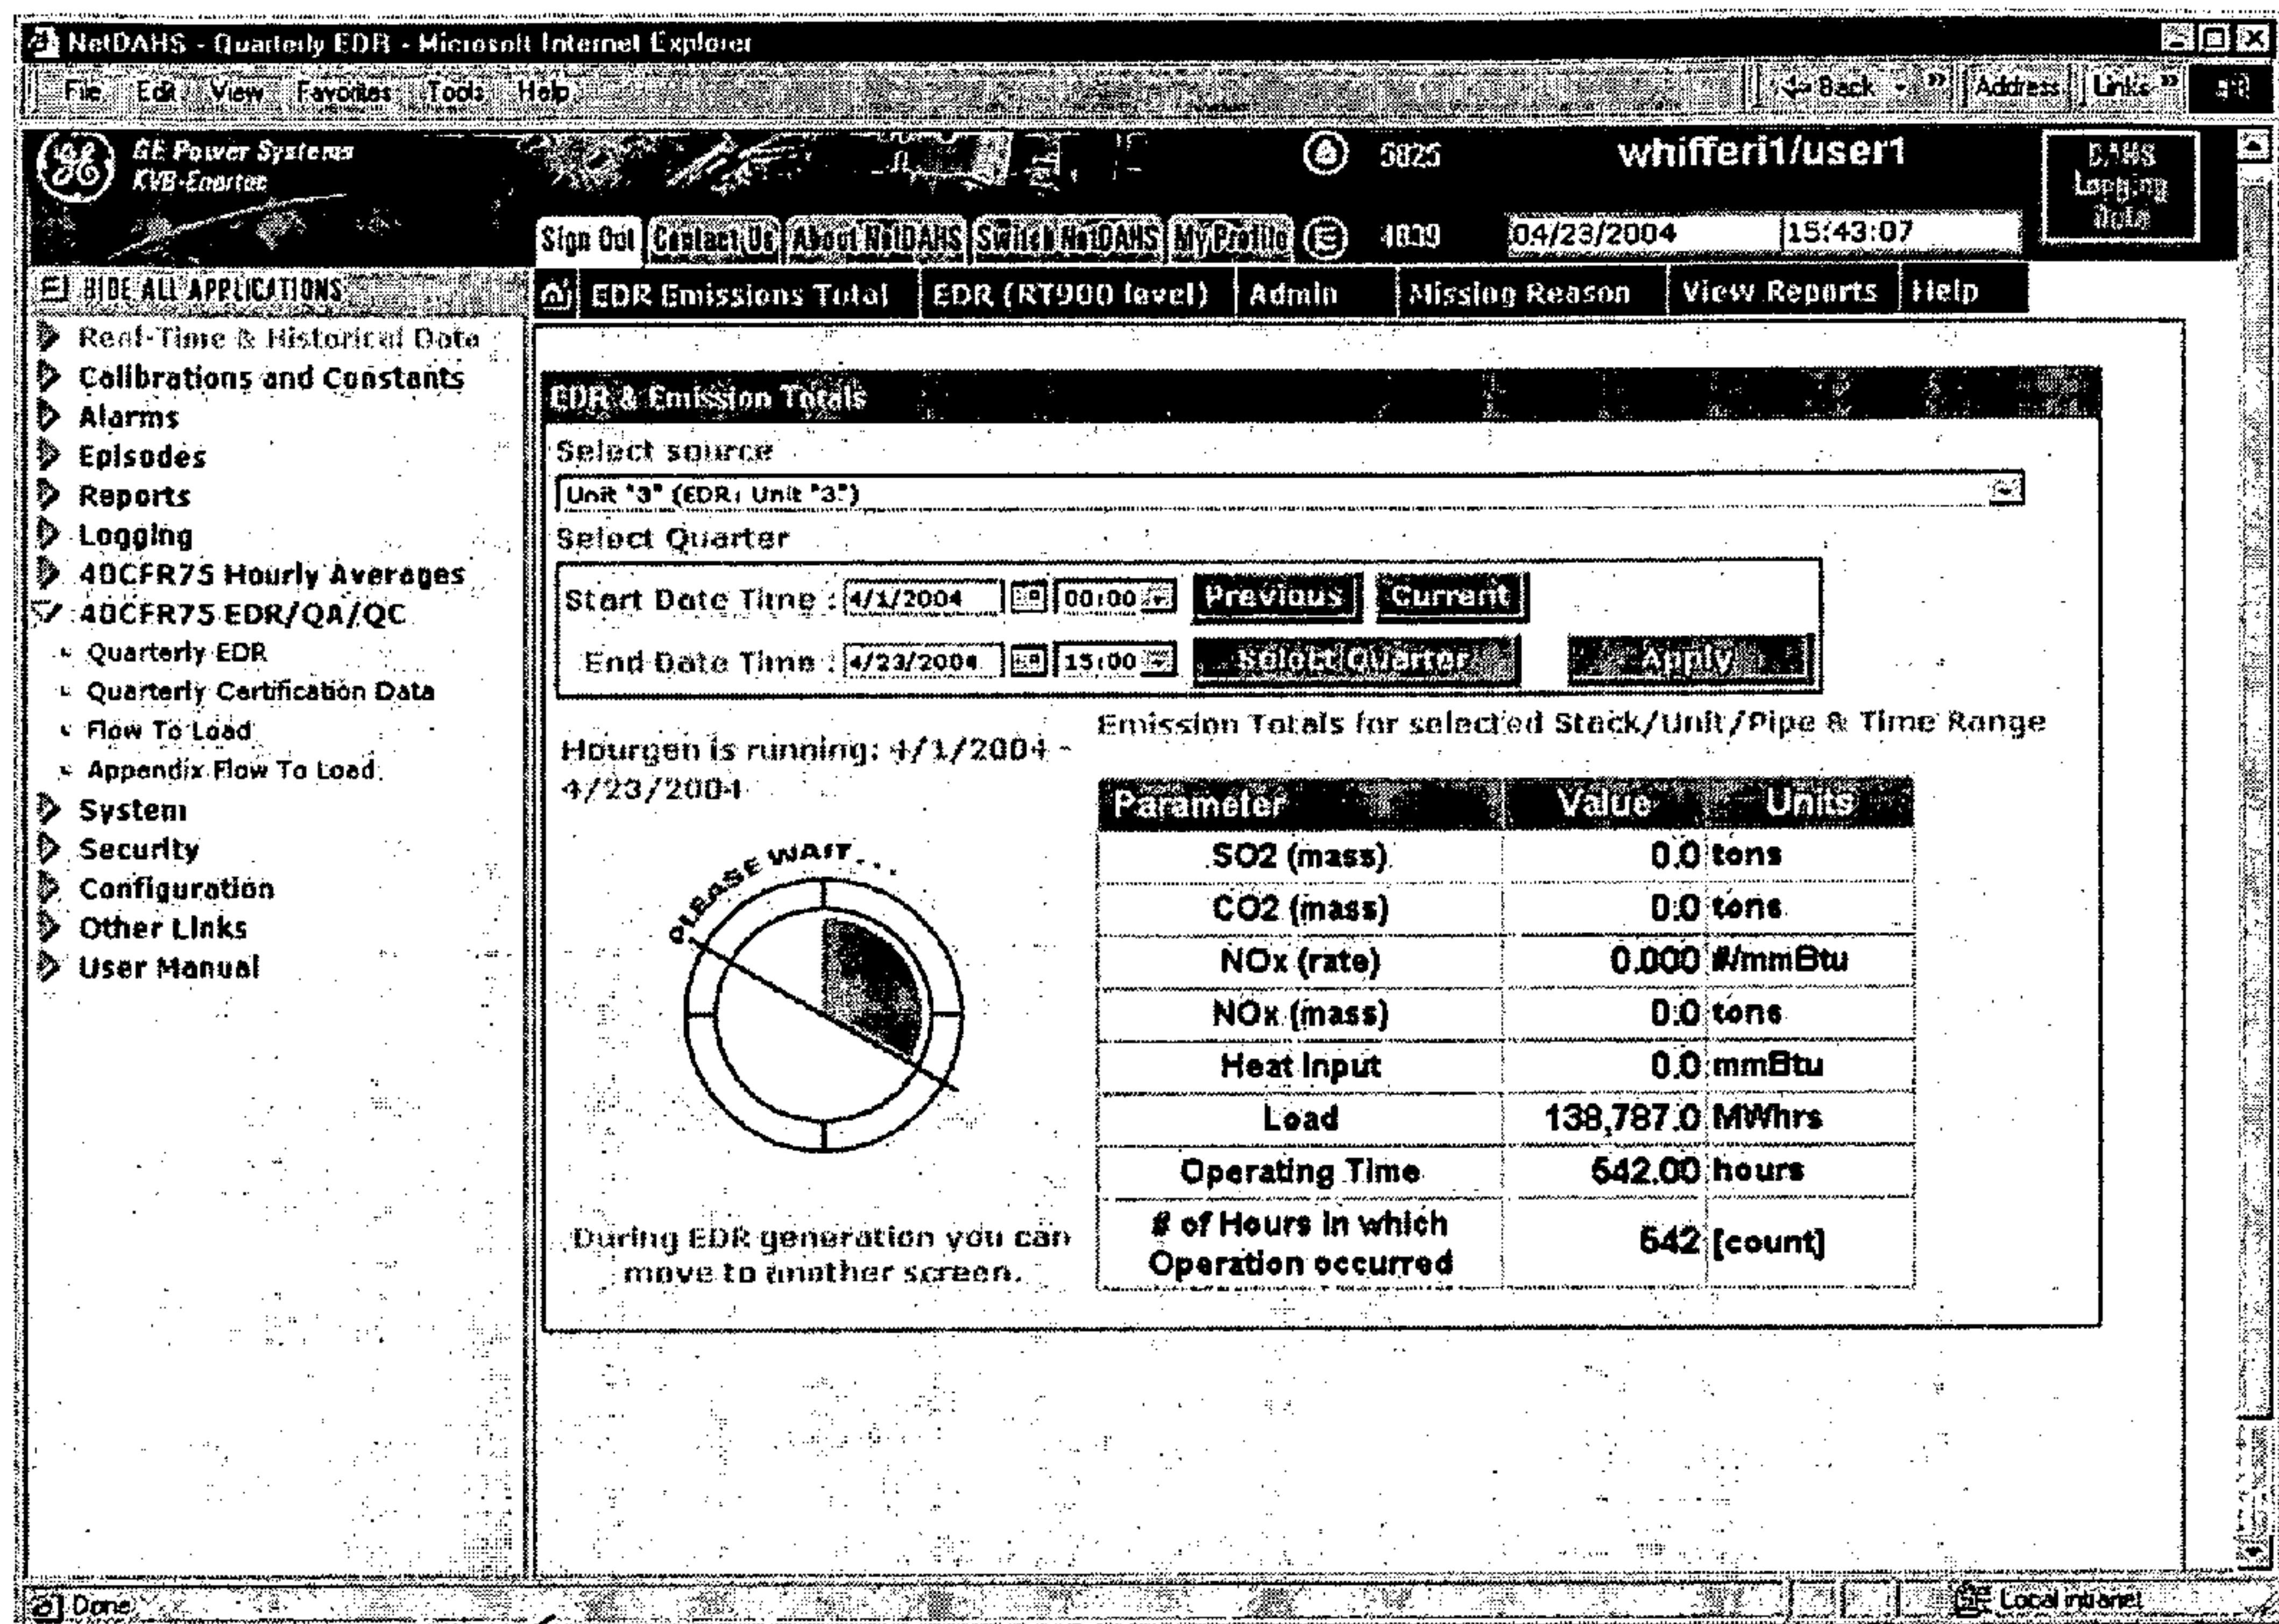 NetDAHS - Quarterly EDR - Microsoft Internet Explorer
File Edit View Favorites Tools Help Back » Address Links »
GE Power Systems
KVB-Enertec
5825 whifferi1/user1
DAHS
Logging
Sign Out Contact Us About NetDAHS Switch NetDAHS My Profile 04/23/2004 15:43:07
HIDE ALL APPLICATIONS
EDR Emissions Total EDR (RT900 level) Admin Missing Reason View Reports Help
Real-Time & Historical Data
Calibrations and Constants
Alarms
Episodes
Reports
Logging
40CFR75 Hourly Averages
40CFR75 EDR/QA/QC
Quarterly EDR
Quarterly Certification Data
Flow To Load
Appendix Flow To Load
System
Security
Configuration
Other Links
User Manual
EDR & Emission Totals
Select source
Unit "3" (EDR: Unit "3")
Select Quarter
Start Date Time : 4/1/2004 00:00 Previous Current
End Date Time : 4/23/2004 15:00 Select Quarter Apply
Hourgen is running: 4/1/2004 -
4/23/2004
PLEASE WAIT...
During EDR generation you can
move to another screen.
Emission Totals for selected Stack/Unit/Pipe & Time Range
Parameter Value Units
SO2 (mass) 0.0 tons
CO2 (mass) 0.0 tons
NOx (rate) 0.000 #/mmBtu
NOx (mass) 0.0 tons
Heat Input 0.0 mmBtu
Load 138,787.0 MWhrs
Operating Time 542.00 hours
# of Hours in which
Operation occurred 542 [count]
Done Local intranet